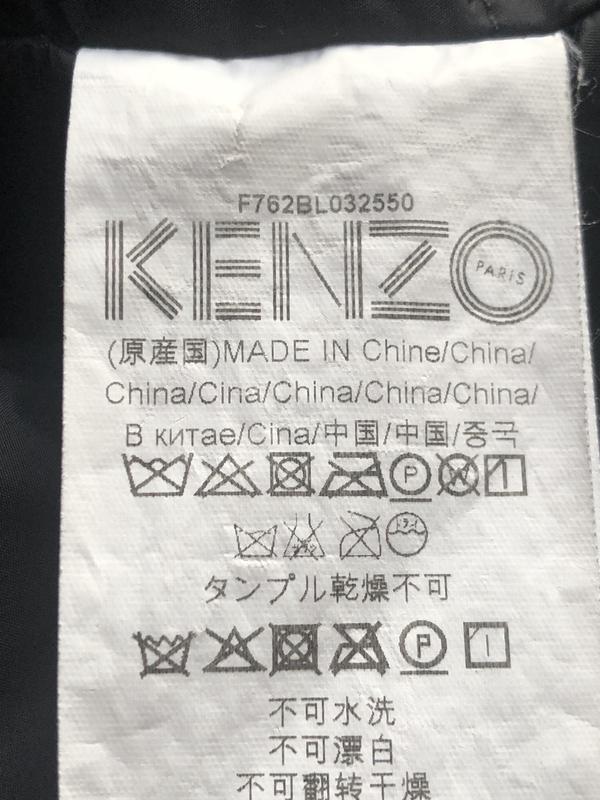 F762BL032550
KENZO
PARIS
(原産国)MADE IN Chine/China/
China/Cina/China/China/China/
В китае/Cina/中国/中国/중국
P W
タンブル乾燥不可
P
不可水洗
不可漂白
不可翻转干燥